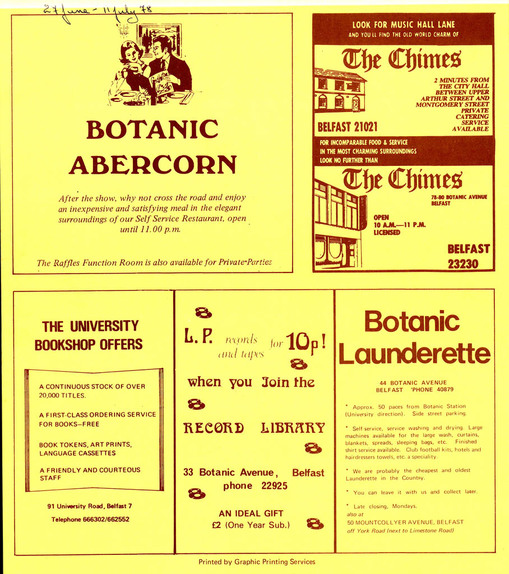 27 June - 11 July 78
BOTANIC
ABERCORN
After the show, why not cross the road and enjoy
an inexpensive and satisfying meal in the elegant
surroundings of our Self Service Restaurant, open
until 11.00 p.m.
The Raffles Function Room is also available for Private Parties
LOOK FOR MUSIC HALL LANE
AND YOU'LL FIND THE OLD WORLD CHARM OF
The Chimes
2 MINUTES FROM
THE CITY HALL
BETWEEN UPPER
ARTHUR STREET AND
MONTGOMERY STREET
PRIVATE
CATERING
SERVICE
AVAILABLE
BELFAST 21021
FOR INCOMPARABLE FOOD & SERVICE
IN THE MOST CHARMING SURROUNDINGS
LOOK NO FURTHER THAN
The Chimes
78-80 BOTANIC AVENUE
BELFAST
OPEN
10 A.M.—11 P.M.
LICENSED
BELFAST
23230
THE UNIVERSITY
BOOKSHOP OFFERS
A CONTINUOUS STOCK OF OVER
20,000 TITLES.
A FIRST-CLASS ORDERING SERVICE
FOR BOOKS—FREE
BOOK TOKENS, ART PRINTS,
LANGUAGE CASSETTES
A FRIENDLY AND COURTEOUS
STAFF
91 University Road, Belfast 7
Telephone 666302/662552
8
L.P. records for 10p!
and tapes
8
when you Join the
8
RECORD LIBRARY
8
33 Botanic Avenue, Belfast
phone 22925
8
AN IDEAL GIFT
£2 (One Year Sub.) 8
Botanic
Launderette
44 BOTANIC AVENUE
BELFAST 'PHONE 40879
* Approx. 50 paces from Botanic Station
(University direction). Side street parking.
* Self-service, service washing and drying. Large
machines available for the large wash, curtains,
blankets, spreads, sleeping bags, etc. Finished
shirt service available. Club football kits, hotels and
hairdressers towels, etc. a speciality.
* We are probably the cheapest and oldest
Launderette in the Country.
* You can leave it with us and collect later.
* Late closing, Mondays.
also at
50 MOUNTCOLLYER AVENUE, BELFAST
off York Road (next to Limestone Road)
Printed by Graphic Printing Services